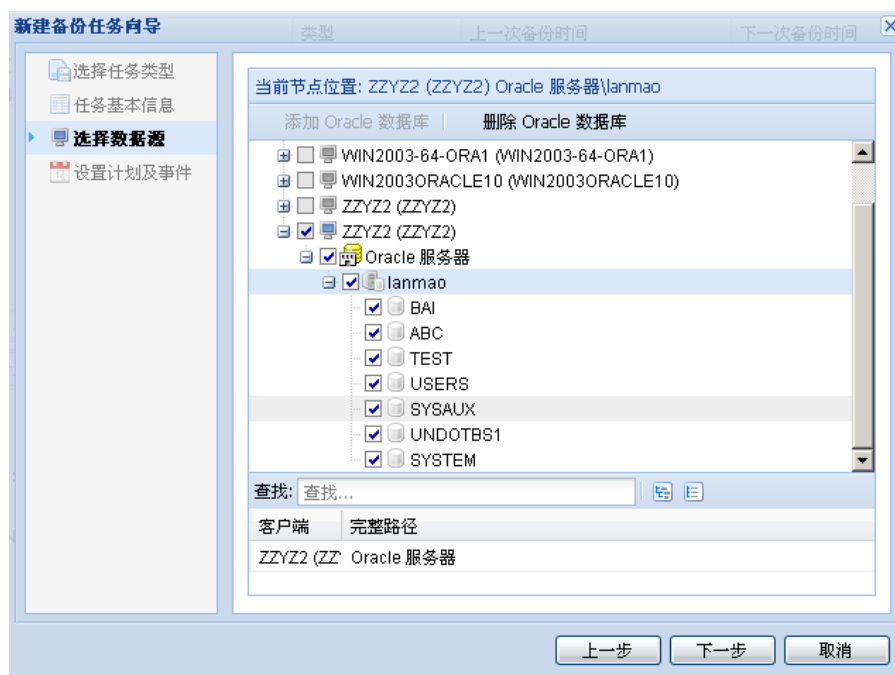 新建备份任务向导
类型 上一次备份时间 下一次备份时间
选择任务类型
任务基本信息
选择数据源
设置计划及事件
当前节点位置: ZZYZ2 (ZZYZ2) Oracle 服务器\lanmao
添加 Oracle 数据库 删除 Oracle 数据库
WIN2003-64-ORA1 (WIN2003-64-ORA1)
WIN2003ORACLE10 (WIN2003ORACLE10)
ZZYZ2 (ZZYZ2)
ZZYZ2 (ZZYZ2)
Oracle 服务器
lanmao
BAI
ABC
TEST
USERS
SYSAUX
UNDOTBS1
SYSTEM
查找: 查找...
客户端 完整路径
ZZYZ2 (ZZ Oracle 服务器
上一步 下一步 取消